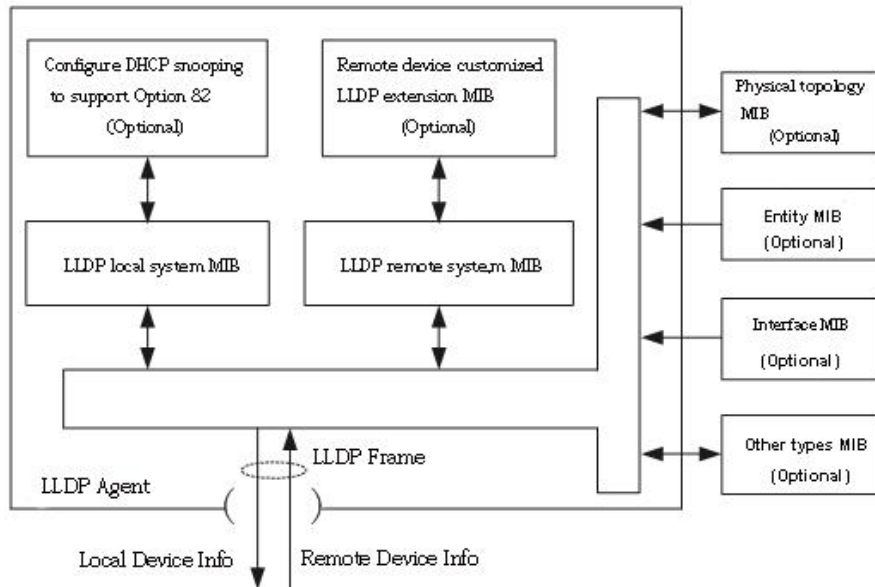 Configure DHCP snooping
to support Option 82
(Optional)
Remote device customized
LLDP extension MIB
(Optional)
Physical topology
MIB
(Optional)
LLDP local system MIB
LLDP remote syste,m MIB
Entity MIB
(Optional)
Interface MIB
(Optional)
Other types MIB
(Optional)
LLDP Frame
LLDP Agent
Local Device Info
Remote Device Info